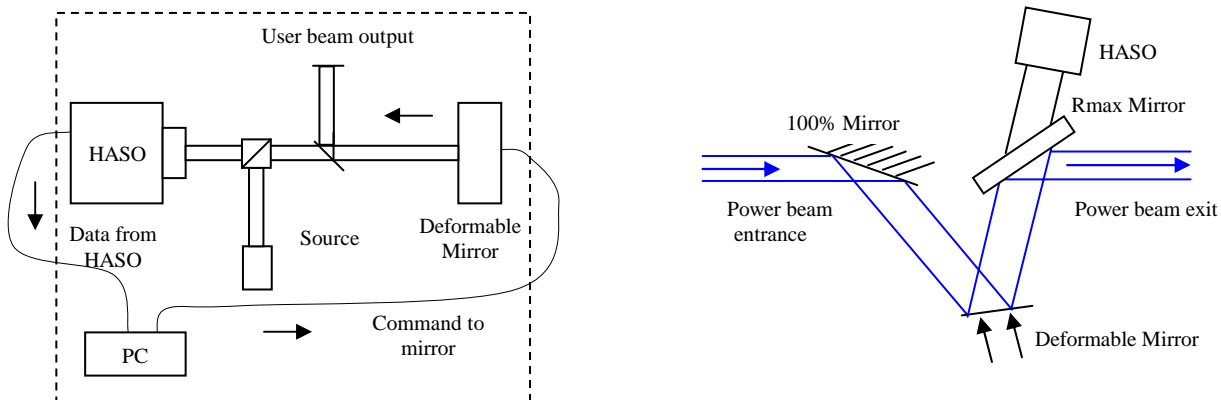 User beam output
HASO
Source
Deformable
Mirror
Data from
HASO
Command to
mirror
PC
HASO
Rmax Mirror
100% Mirror
Power beam
entrance
Power beam exit
Deformable Mirror